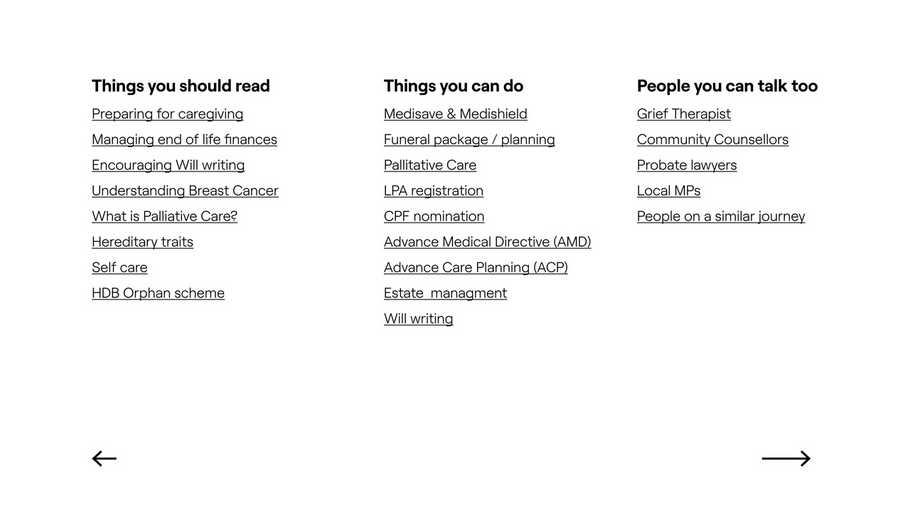 Things you should read
Preparing for caregiving
Managing end of life finances
Encouraging Will writing
Understanding Breast Cancer
What is Palliative Care?
Hereditary traits
Self care
HDB Orphan scheme
Things you can do
Medisave & Medishield
Funeral package / planning
Pallitative Care
LPA registration
CPF nomination
Advance Medical Directive (AMD)
Advance Care Planning (ACP)
Estate  managment
Will writing
People you can talk too
Grief Therapist
Community Counsellors
Probate lawyers
Local MPs
People on a similar journey